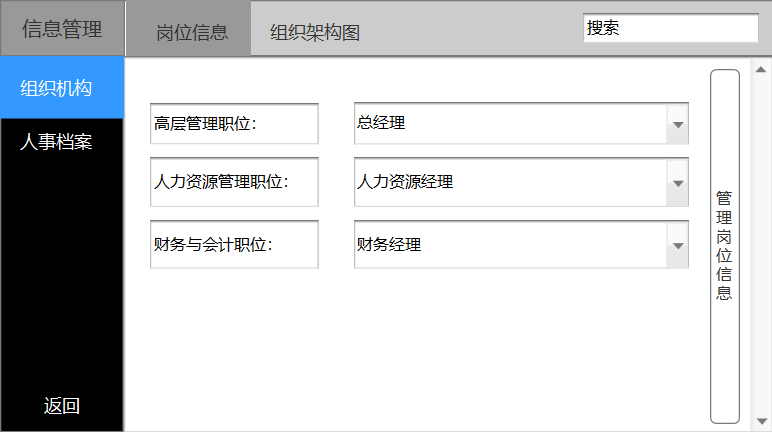 信息管理
岗位信息
组织架构图
搜索
组织机构
人事档案
返回
高层管理职位：
总经理
人力资源管理职位：
人力资源经理
财务与会计职位：
财务经理
管理岗位信息